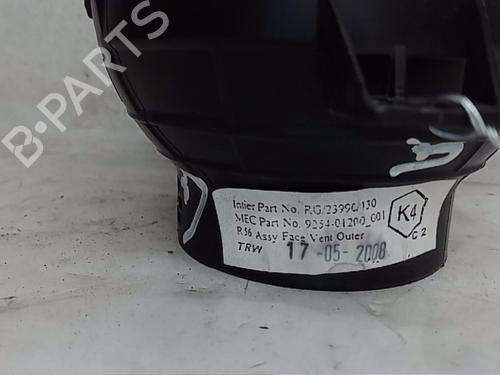 B-PARTS
Intier Part No. RG/23990/130
MEC Part No. 9254-01200_001
R56 Assy Face Vent Outer
TRW 17-05-2008
K4
C2